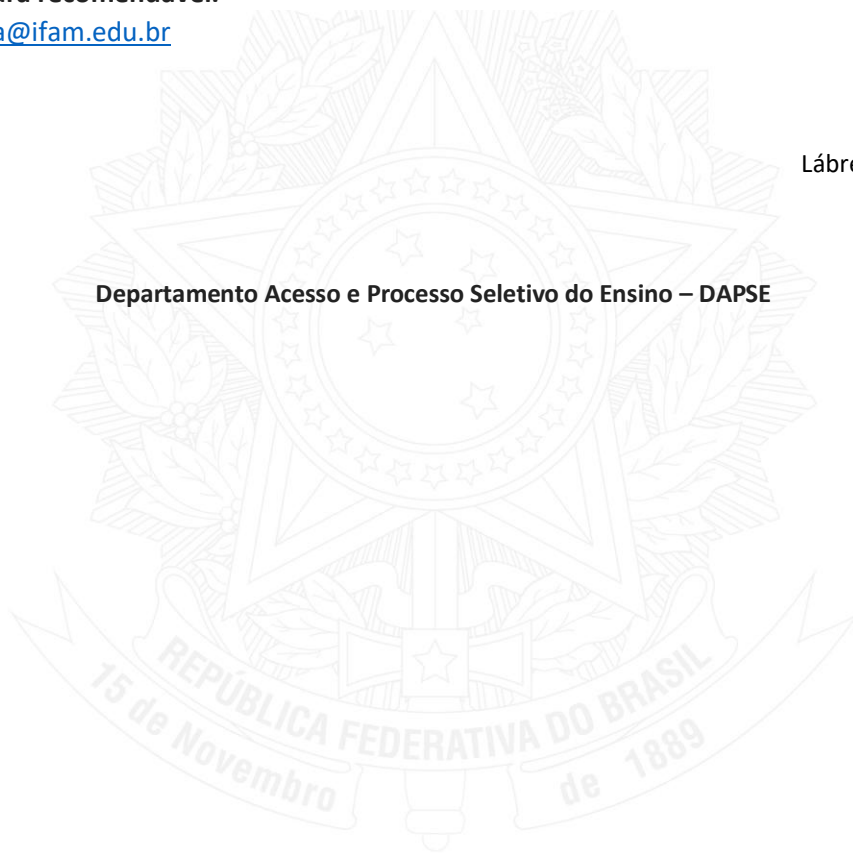 a@ifam.edu.br
Lábre
Departamento Acesso e Processo Seletivo do Ensino – DAPSE
REPÚBLICA FEDERATIVA DO BRASIL
15 de Novembro de 1889